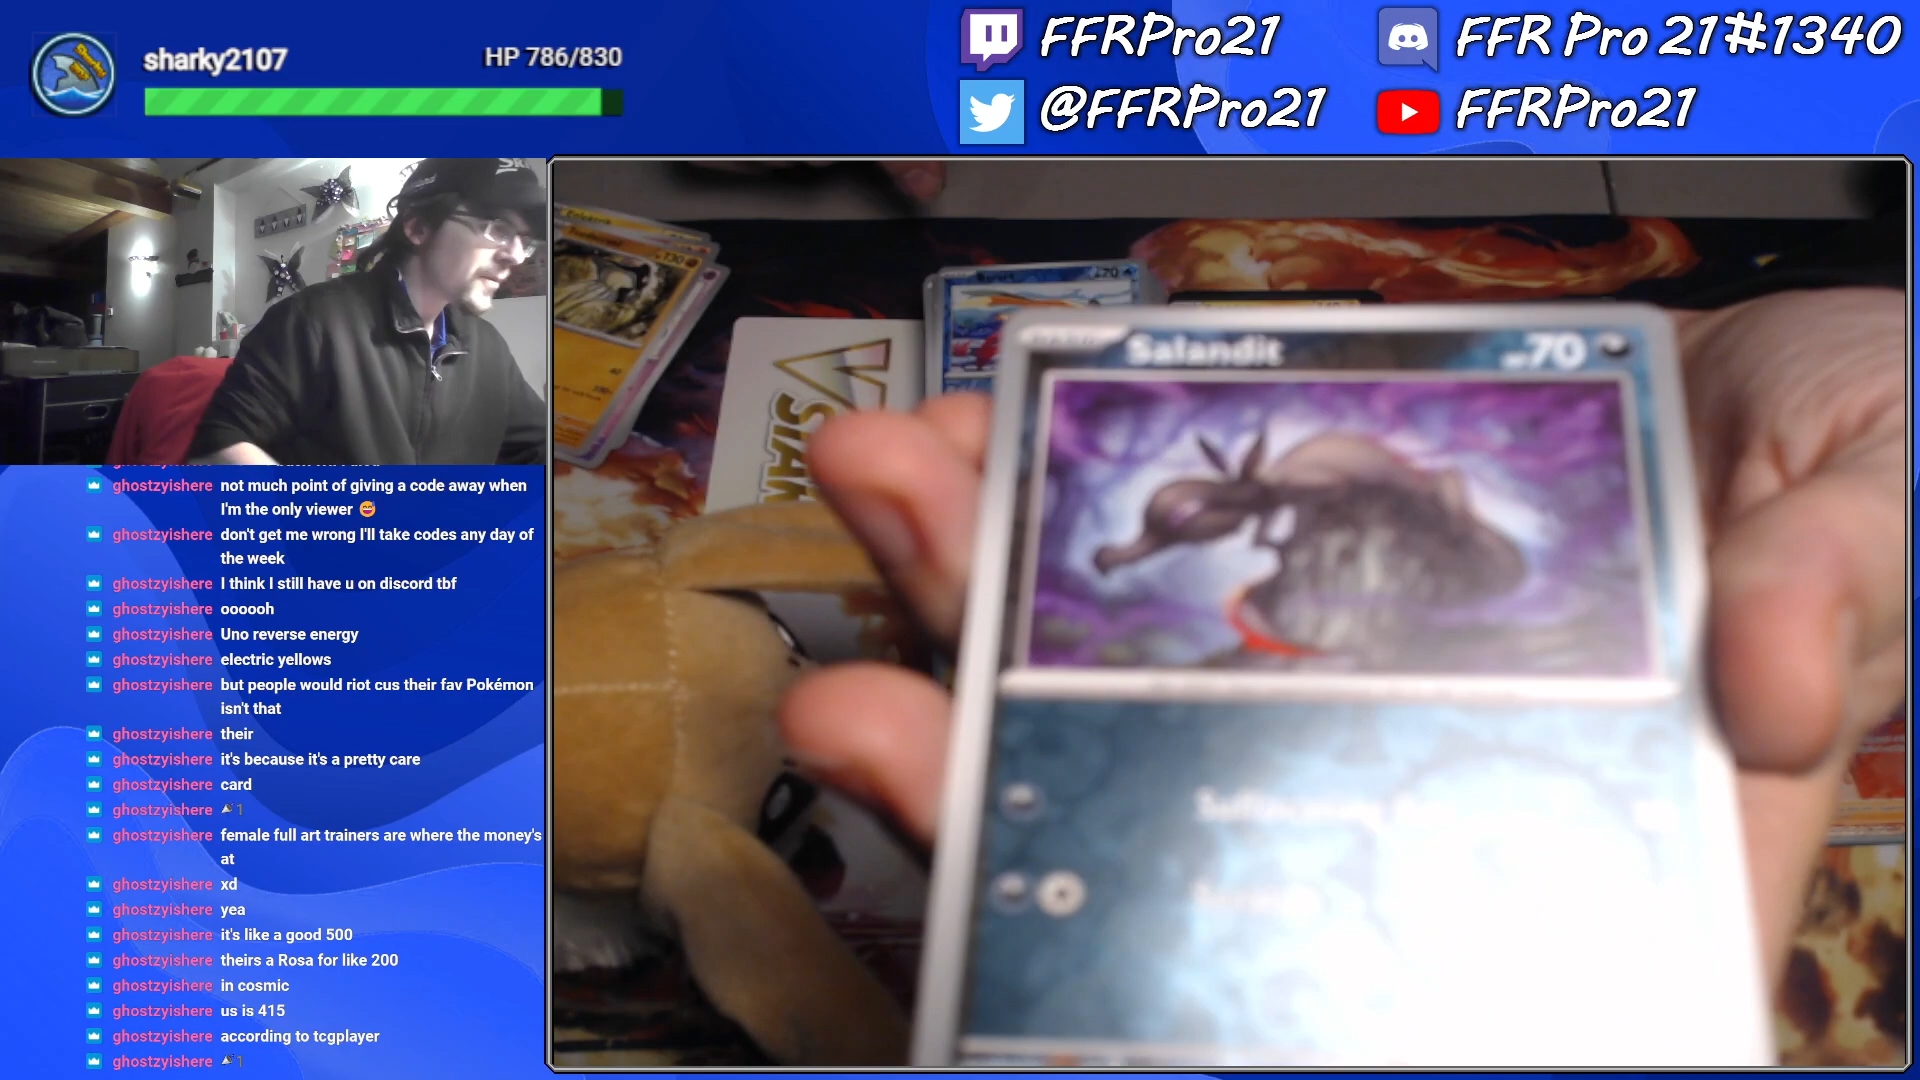 sharky2107
HP 786/830
FFRPro21
FFR Pro 21#1340
@FFRPro21
FFRPro21
ghostzyishere not much point of giving a code away when
I'm the only viewer 😅
ghostzyishere don't get me wrong I'll take codes any day of
the week
ghostzyishere I think I still have u on discord tbf
ghostzyishere oooooh
ghostzyishere Uno reverse energy
ghostzyishere electric yellows
ghostzyishere but people would riot cus their fav Pokémon
isn't that
ghostzyishere their
ghostzyishere it's because it's a pretty care
ghostzyishere card
ghostzyishere 🎉1
ghostzyishere female full art trainers are where the money's
at
ghostzyishere xd
ghostzyishere yea
ghostzyishere it's like a good 500
ghostzyishere theirs a Rosa for like 200
ghostzyishere in cosmic
ghostzyishere us is 415
ghostzyishere according to tcgplayer
ghostzyishere 🎉1
130
70
VSTAR
Salandit
70